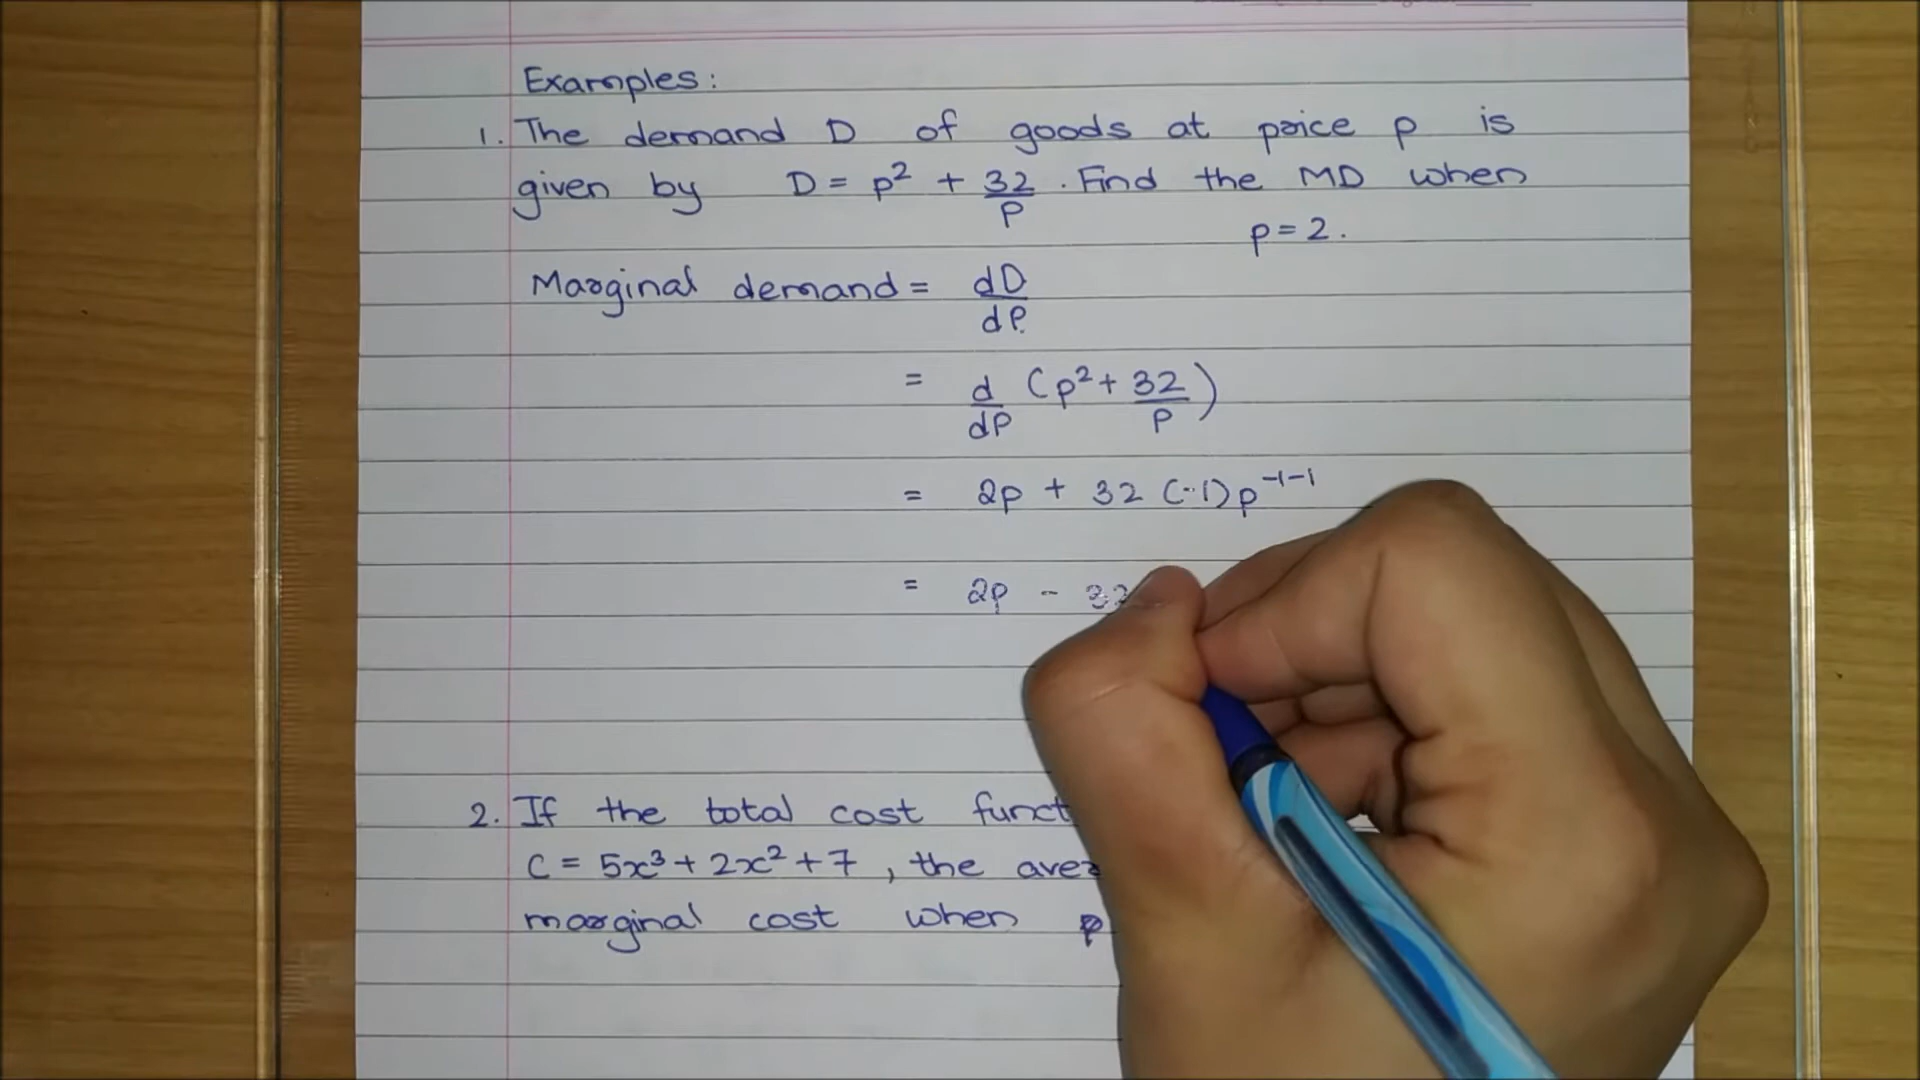 Examples:
1. The demand D of goods at price p is
given by D = p² + 32/P . Find the MD when
p = 2.
Marginal demand = dD/dP
= d/dP (p² + 32/P)
= 2p + 32 (-1) p⁻¹⁻¹
= 2p - 32
2. If the total cost
C = 5x³ + 2x² + 7 , the
marginal cost when